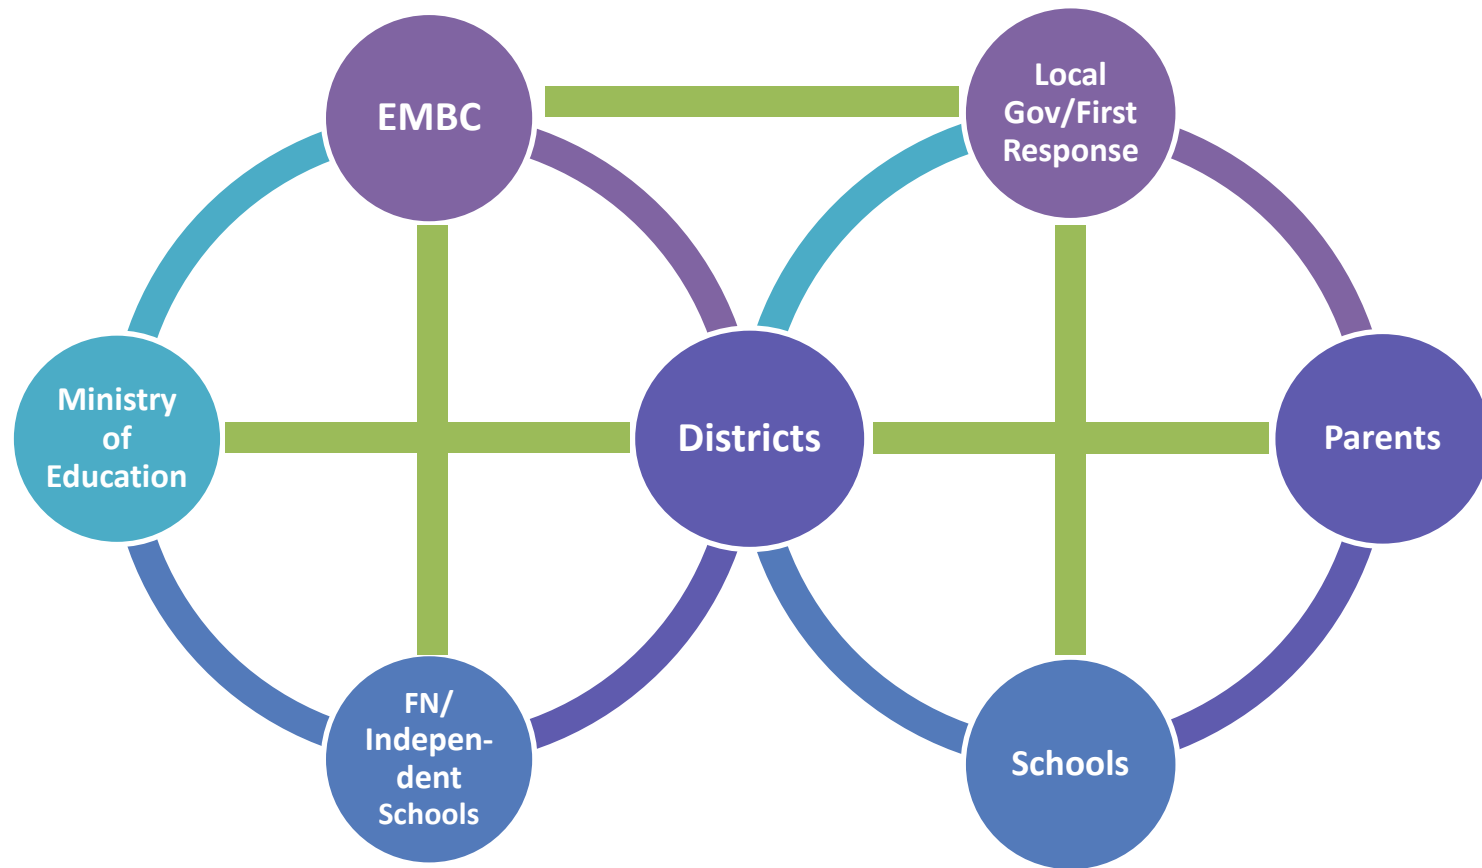 EMBC
Local
Gov/First
Response
Ministry
of
Education
Districts
Parents
FN/
Indepen-
dent
Schools
Schools